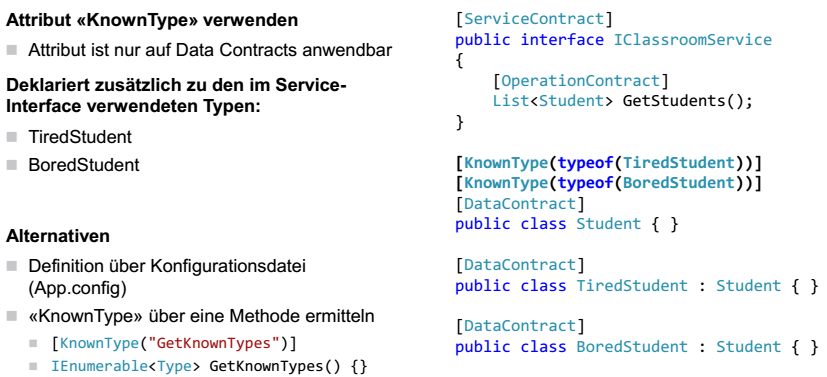 Attribut «KnownType» verwenden
Attribut ist nur auf Data Contracts anwendbar
Deklariert zusätzlich zu den im Service-
Interface verwendeten Typen:
TiredStudent
BoredStudent
Alternativen
Definition über Konfigurationsdatei
(App.config)
«KnownType» über eine Methode ermitteln
[KnownType("GetKnownTypes")]
IEnumerable<Type> GetKnownTypes() {}
[ServiceContract]
public interface IClassroomService
{
    [OperationContract]
    List<Student> GetStudents();
}
[KnownType(typeof(TiredStudent))]
[KnownType(typeof(BoredStudent))]
[DataContract]
public class Student { }
[DataContract]
public class TiredStudent : Student { }
[DataContract]
public class BoredStudent : Student { }